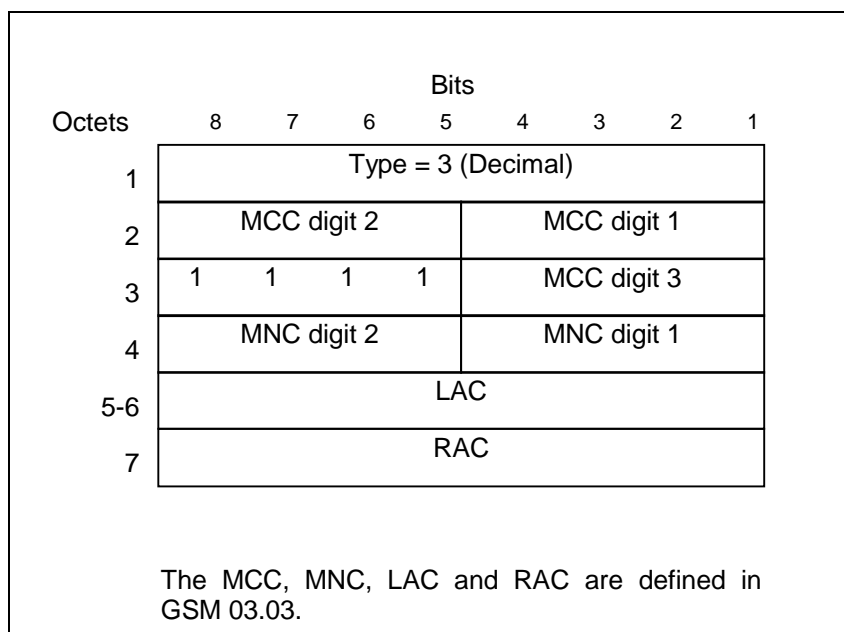 Bits
Octets 8 7 6 5 4 3 2 1
1 Type = 3 (Decimal)
2 MCC digit 2 MCC digit 1
3 1 1 1 1 MCC digit 3
4 MNC digit 2 MNC digit 1
5-6 LAC
7 RAC
The MCC, MNC, LAC and RAC are defined in
GSM 03.03.